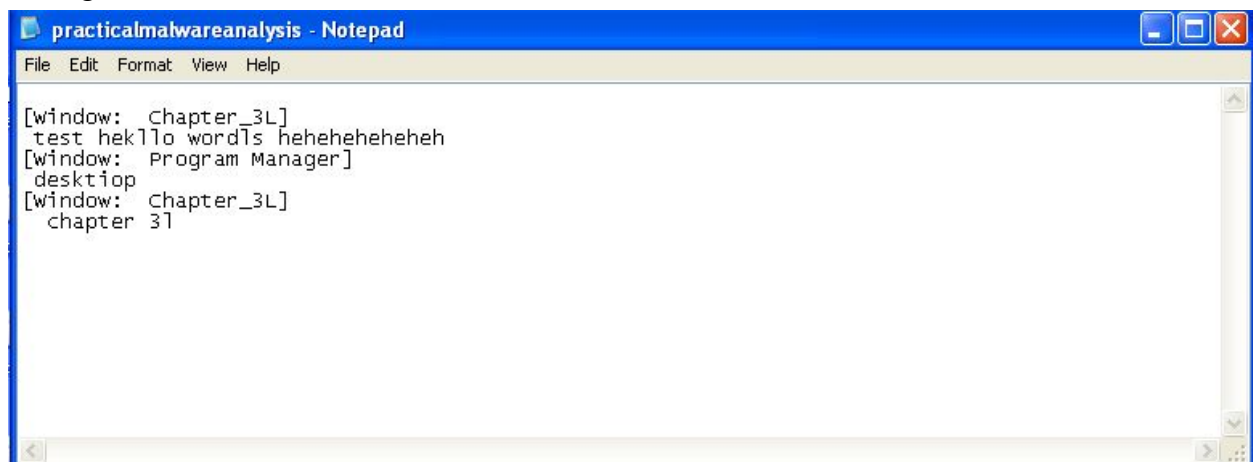 practicalmalwareanalysis - Notepad
File Edit Format View Help
[Window: Chapter_3L]
test hekllo wordls heheheheheheh
[Window: Program Manager]
desktiop
[Window: Chapter_3L]
chapter 3l